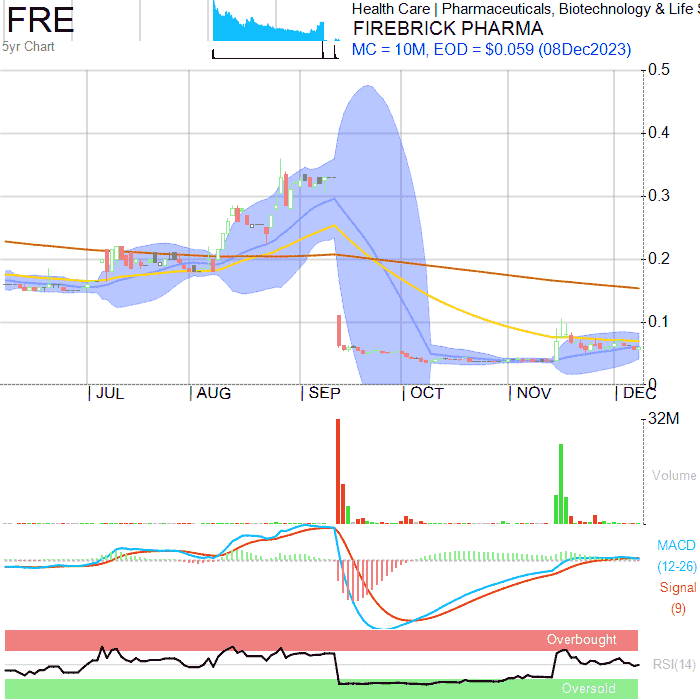 FRE
Health Care | Pharmaceuticals, Biotechnology & Life
FIREBRICK PHARMA
5yr Chart
MC = 10M, EOD = $0.059 (08Dec2023)
0.5
0.4
0.3
0.2
0.1
0
JUL AUG SEP OCT NOV DEC
32M
Volume
MACD
(12-26)
Signal
(9)
Overbought
RSI(14)
Oversold